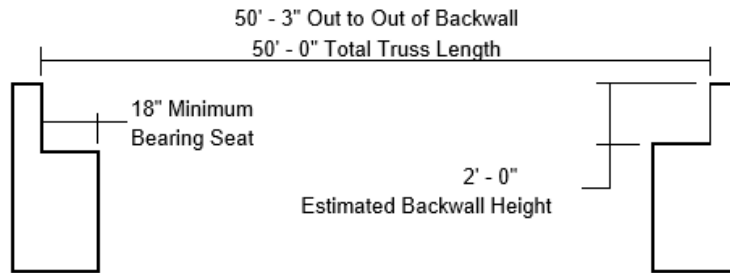 50' - 3" Out to Out of Backwall
50' - 0" Total Truss Length
18" Minimum
Bearing Seat
2' - 0"
Estimated Backwall Height